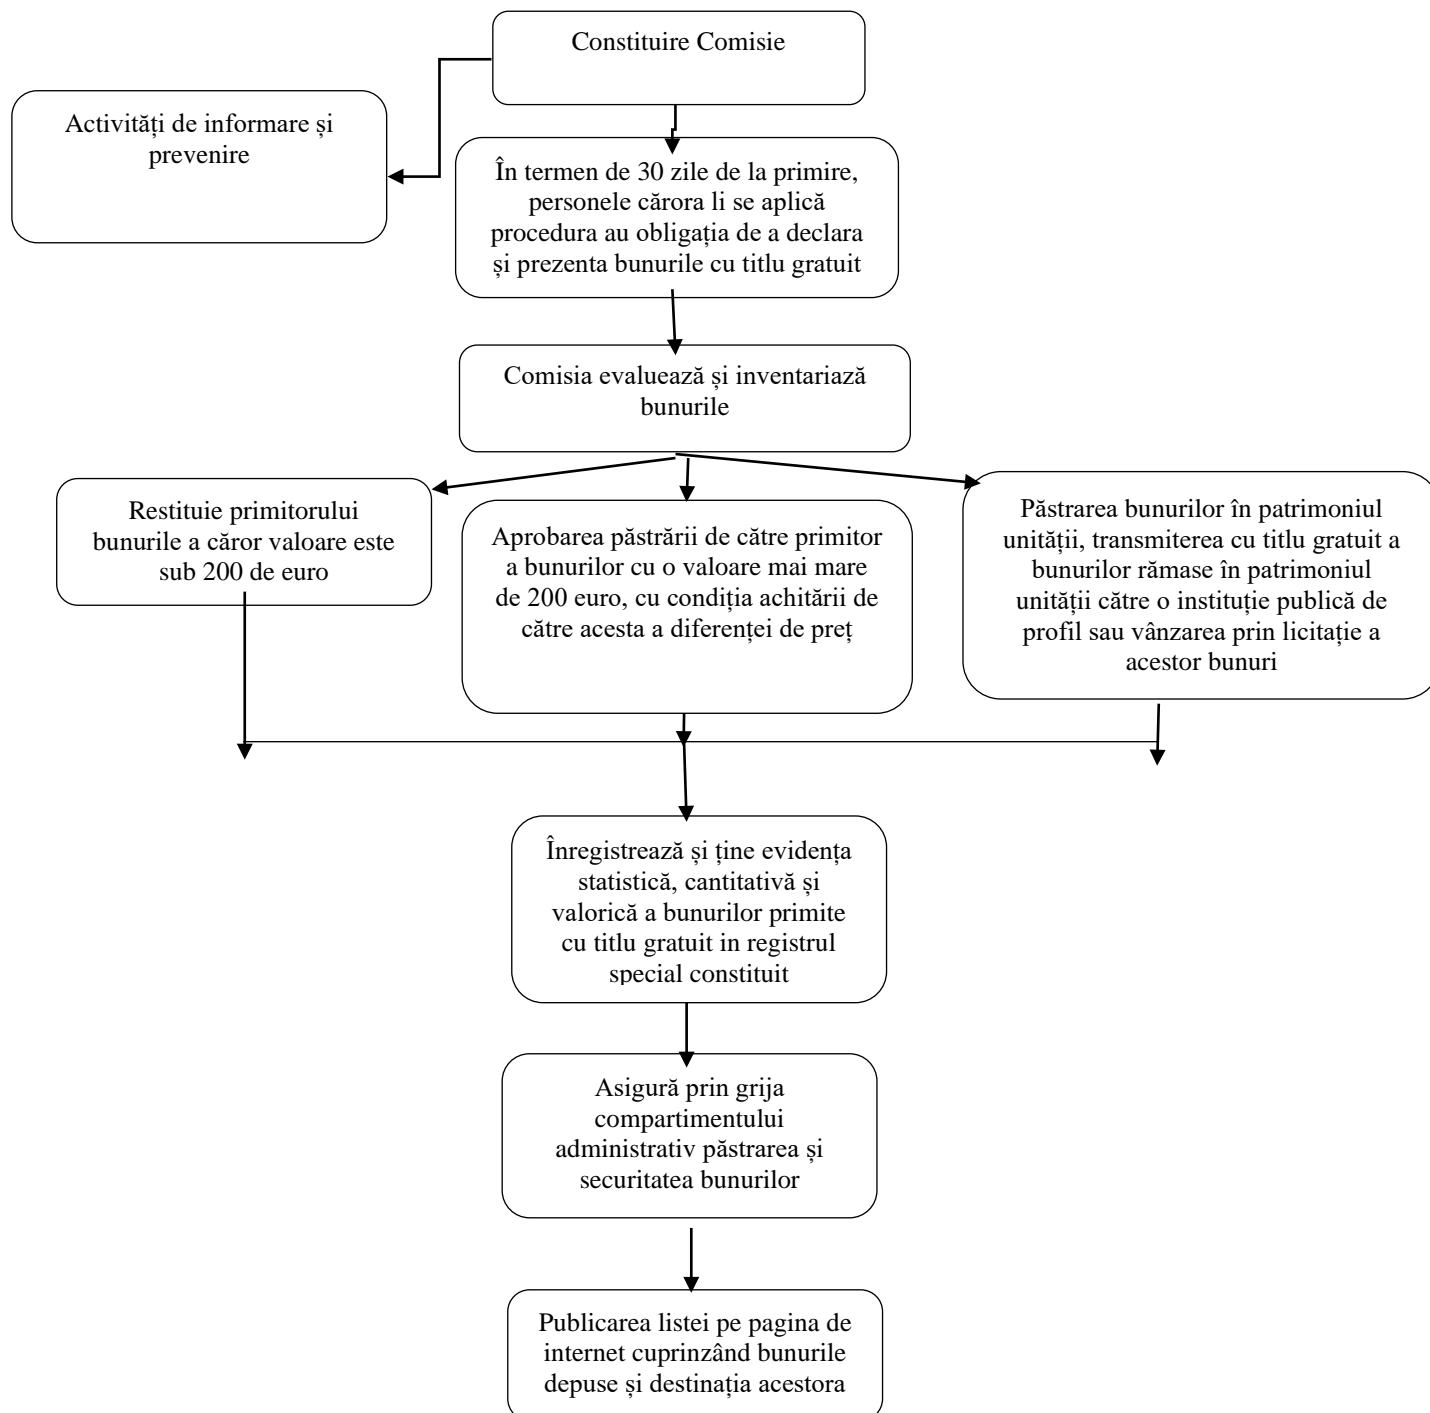 Constituire Comisie
Activități de informare și
prevenire
În termen de 30 zile de la primire,
personele cărora li se aplică
procedura au obligația de a declara
și prezenta bunurile cu titlu gratuit
Comisia evaluează și inventariază
bunurile
Restituie primitorului
bunurile a căror valoare este
sub 200 de euro
Aprobarea păstrării de către primitor
a bunurilor cu o valoare mai mare
de 200 euro, cu condiția achitării de
către acesta a diferenței de preț
Păstrarea bunurilor în patrimoniul
unității, transmiterea cu titlu gratuit a
bunurilor rămase în patrimoniul
unității către o instituție publică de
profil sau vânzarea prin licitație a
acestor bunuri
Înregistrează și ține evidența
statistică, cantitativă și
valorică a bunurilor primite
cu titlu gratuit in registrul
special constituit
Asigură prin grija
compartimentului
administrativ păstrarea și
securitatea bunurilor
Publicarea listei pe pagina de
internet cuprinzând bunurile
depuse și destinația acestora